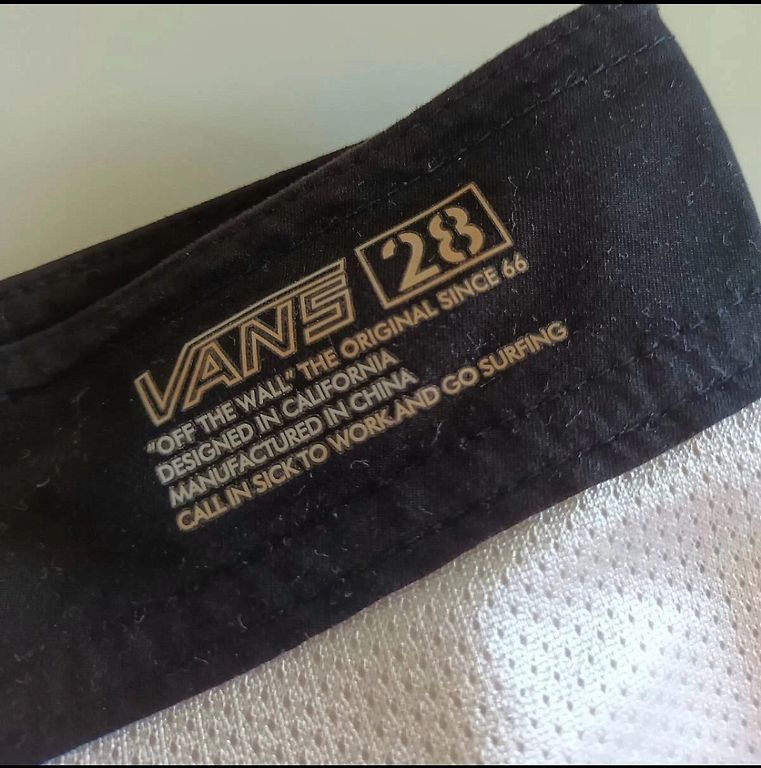 VANS 28
"OFF THE WALL" THE ORIGINAL SINCE 66
DESIGNED IN CALIFORNIA
MANUFACTURED IN CHINA
CALL IN SICK TO WORK AND GO SURFING